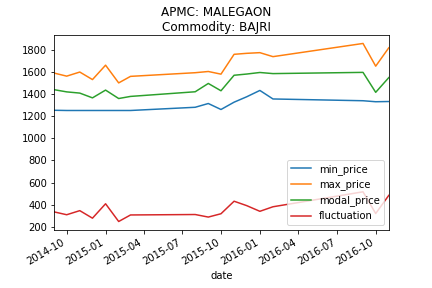 APMC: MALEGAON
Commodity: BAJRI
1800
1600
1400
1200
1000
800
600
400
200
min_price
max_price
modal_price
fluctuation
2014-10
2015-01
2015-04
2015-07
2015-10
2016-01
2016-04
2016-07
2016-10
date